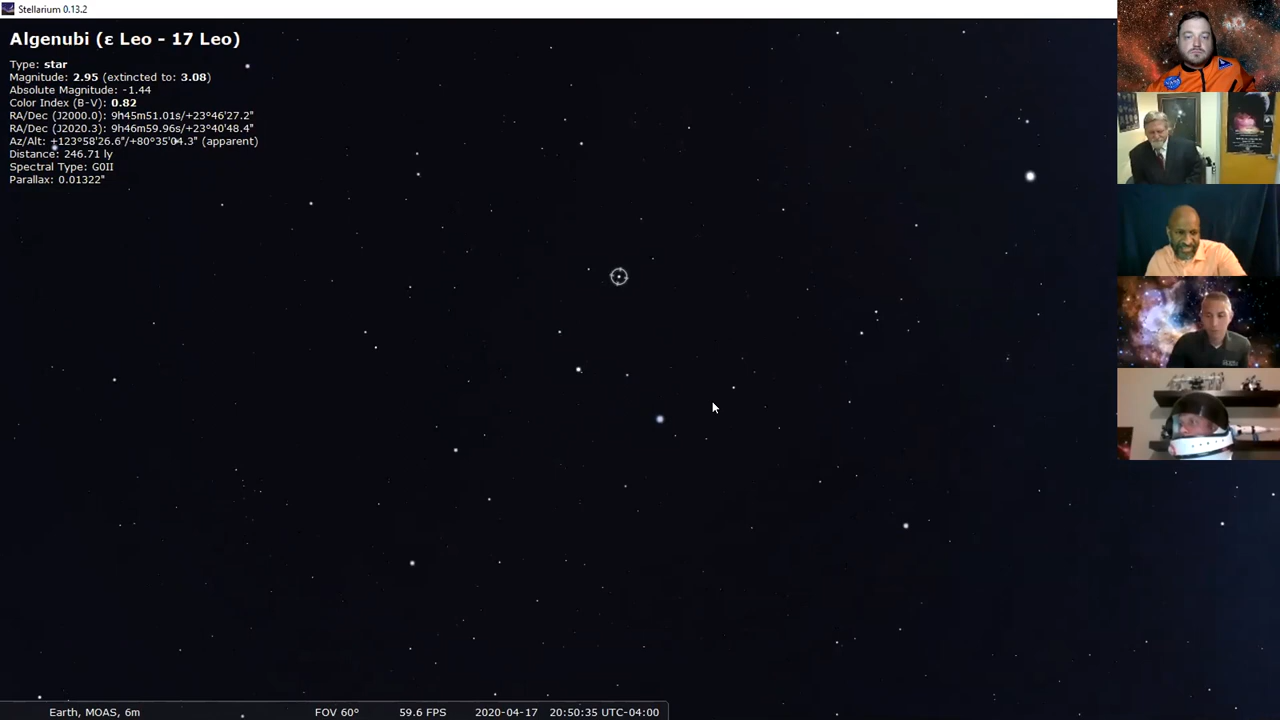 Stellarium 0.13.2
Algenubi (ε Leo - 17 Leo)
Type: star
Magnitude: 2.95 (extincted to: 3.08)
Absolute Magnitude: -1.44
Color Index (B-V): 0.82
RA/Dec (J2000.0): 9h45m51.01s/+23°46'27.2"
RA/Dec (J2020.3): 9h46m59.96s/+23°40'48.4"
Az/Alt: +123°58'26.6"/+80°35'04.3" (apparent)
Distance: 246.71 ly
Spectral Type: G0II
Parallax: 0.01322"
NASA
Earth, MOAS, 6m
FOV 60°
59.6 FPS
2020-04-17
20:50:35 UTC-04:00